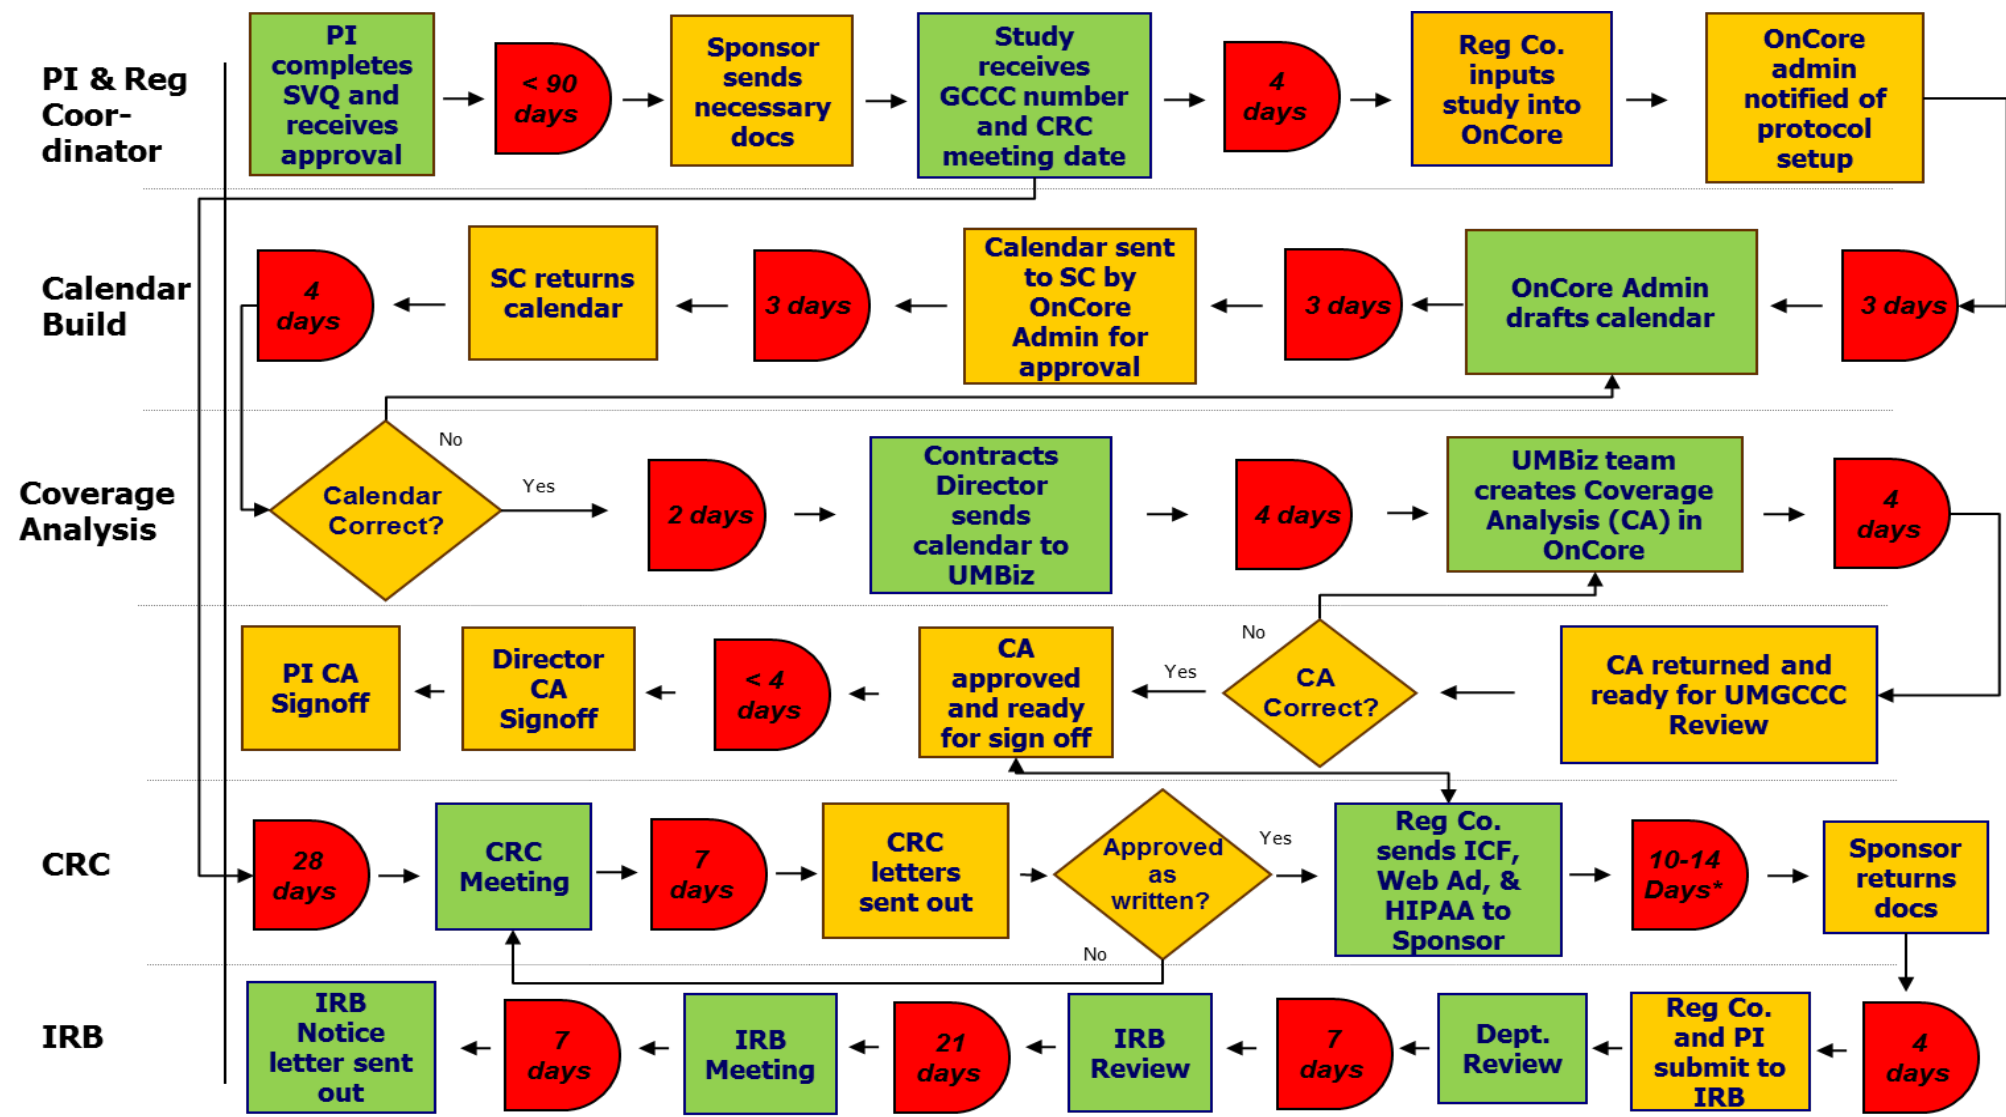 PI & Reg
Coor-
dinator
PI
completes
SVQ and
receives
approval
< 90
days
Sponsor
sends
necessary
docs
Study
receives
GCCC number
and CRC
meeting date
4
days
Reg Co.
inputs
study into
OnCore
OnCore
admin
notified of
protocol
setup
Calendar
Build
4
days
SC returns
calendar
3 days
Calendar sent
to SC by
OnCore
Admin for
approval
3 days
OnCore Admin
drafts calendar
3 days
Coverage
Analysis
Calendar
Correct?
No
Yes
2 days
Contracts
Director
sends
calendar to
UMBiz
4 days
UMBiz team
creates Coverage
Analysis (CA) in
OnCore
4
days
PI CA
Signoff
Director
CA
Signoff
< 4
days
CA
approved
and ready
for sign off
Yes
No
CA
Correct?
CA returned and
ready for UMGCCC
Review
CRC
28
days
CRC
Meeting
7
days
CRC
letters
sent out
Approved
as
written?
Yes
No
Reg Co.
sends ICF,
Web Ad, &
HIPAA to
Sponsor
10-14
Days*
Sponsor
returns
docs
IRB
IRB
Notice
letter sent
out
7
days
IRB
Meeting
21
days
IRB
Review
7
days
Dept.
Review
Reg Co.
and PI
submit to
IRB
4
days